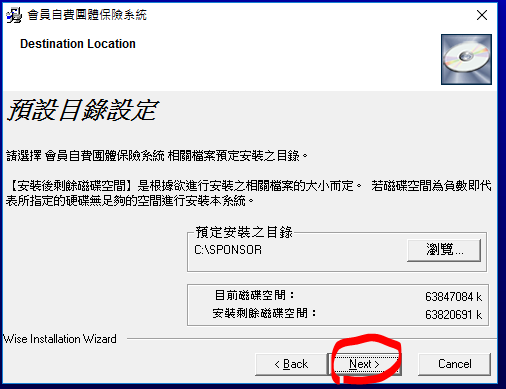 會員自費團體保險系統
Destination Location
預設目錄設定
請選擇 會員自費團體保險系統 相關檔案預定安裝之目錄。
【安裝後剩餘磁碟空間】是根據欲進行安裝之相關檔案的大小而定。 若磁碟空間為負數即代
表所指定的硬碟無足夠的空間進行安裝本系統。
預定安裝之目錄
C:\SPONSOR
瀏覽...
目前磁碟空間： 63847084 k
安裝剩餘磁碟空間： 63820691 k
Wise Installation Wizard
< Back Next > Cancel